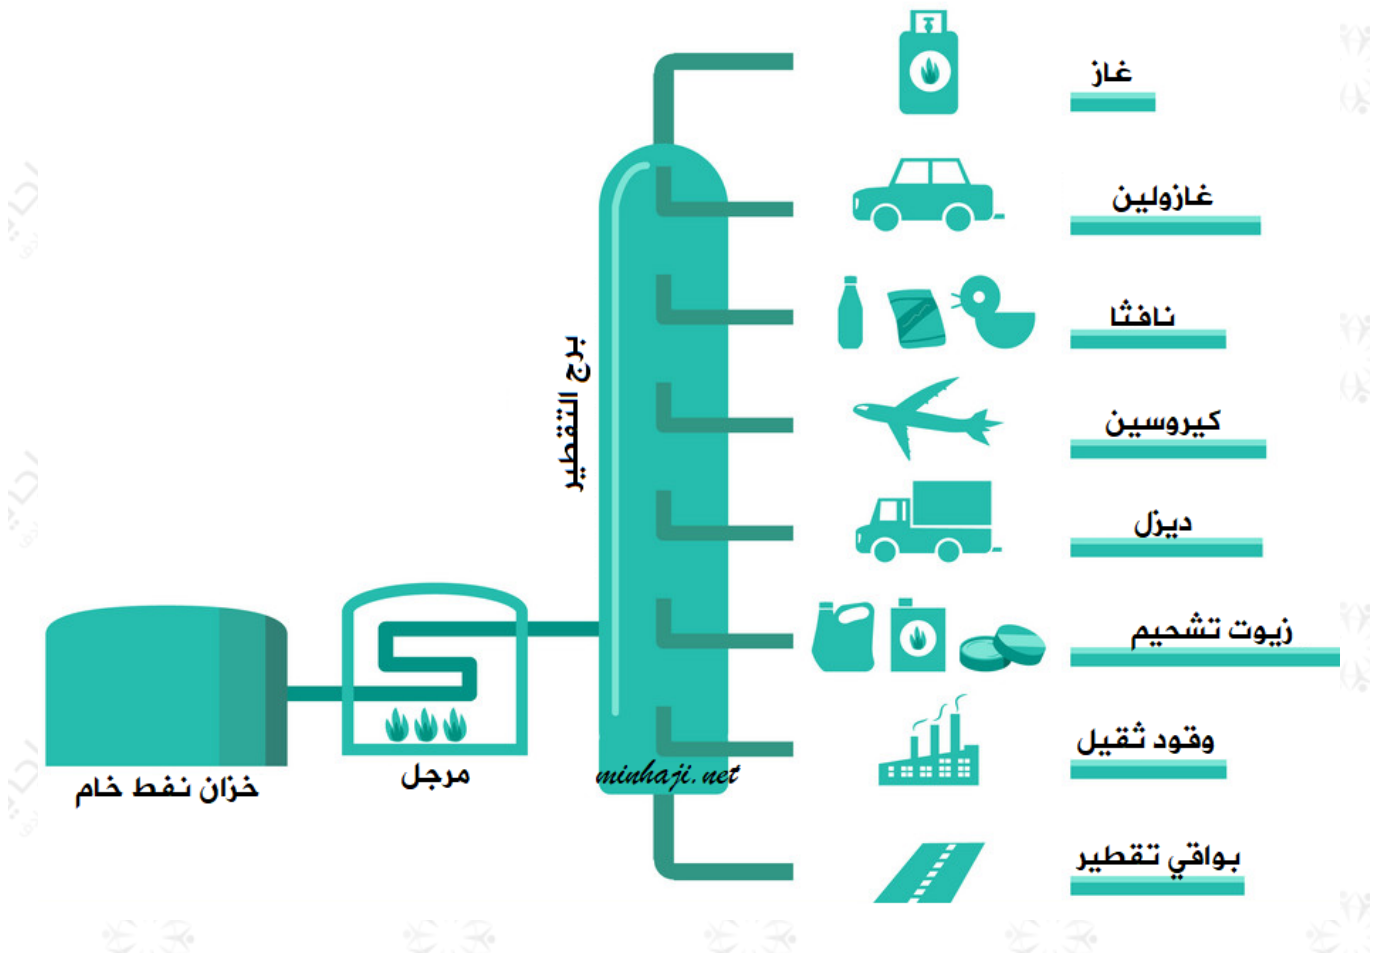 غاز
غازولين
نافثا
كيروسين
ديزل
زيوت تشحيم
وقود ثقيل
بواقي تقطير
برج التقطير
مرجل
خزان نفط خام
minhaji.net